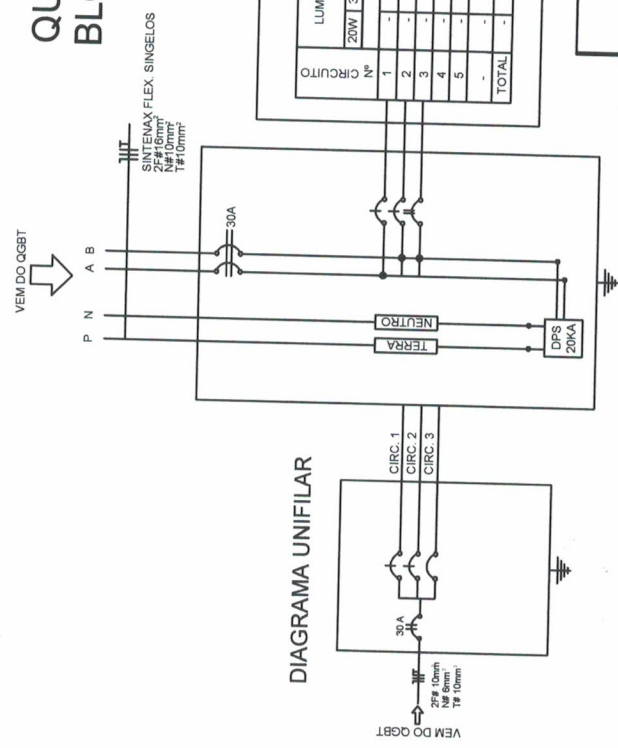 QU
BLO
VEM DO QGBT
P N A B
SINTENAX FLEX. SINGELOS
2F#16mm²
N#10mm²
T#10mm²
30A
TERRA
NEUTRO
DPS
20KA
LUM
20W 3
CIRCUITO Nº
1 -
2 -
3 -
4 -
5 -
- -
TOTAL -
DIAGRAMA UNIFILAR
CIRC. 1
CIRC. 2
CIRC. 3
30 A
2F# 10mm²
N# 6mm²
T# 10mm²
VEM DO QGBT